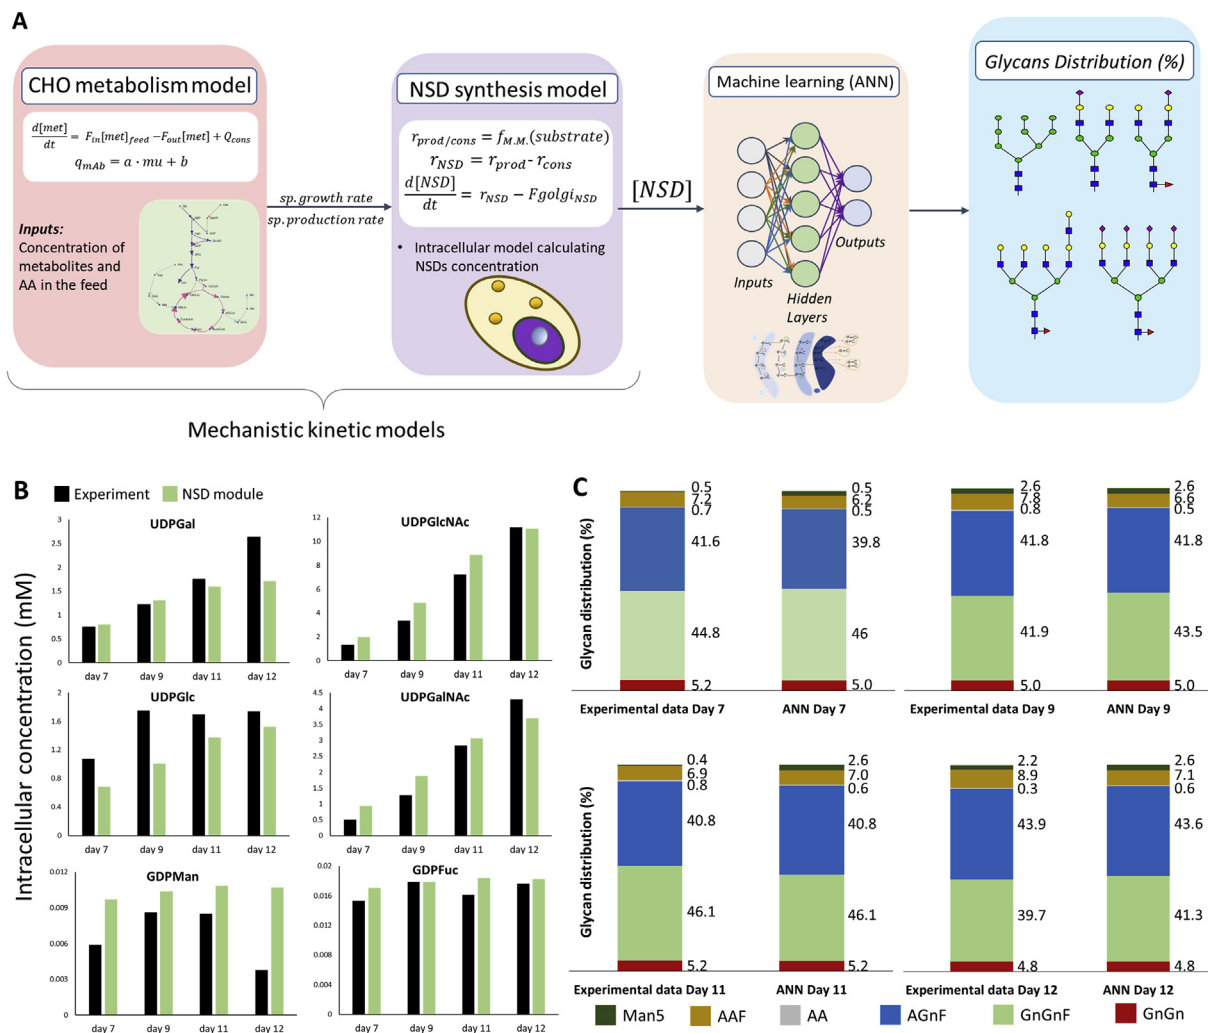 A
CHO metabolism model
d[met]/dt = F_in[met]_feed −F_out[met] + Q_cons
q_mAb = a · mu + b
Inputs:
Concentration of
metabolites and
AA in the feed
sp.growth rate
sp.production rate
NSD synthesis model
r_prod/cons = f_M.M.(substrate)
r_NSD = r_prod - r_cons
d[NSD]/dt = r_NSD − Fgolgi_NSD
• Intracellular model calculating
NSDs concentration
[NSD]
Machine learning (ANN)
Inputs
Hidden
Layers
Outputs
Glycans Distribution (%)
Mechanistic kinetic models
B
Experiment
NSD module
Intracellular concentration (mM)
UDPGal
3
2.5
2
1.5
1
0.5
0
day 7 day 9 day 11 day 12
UDPGlcNAc
12
10
8
6
4
2
0
day 7 day 9 day 11 day 12
UDPGlc
2
1.6
1.2
0.8
0.4
0
day 7 day 9 day 11 day 12
UDPGalNAc
4.5
4
3.5
3
2.5
2
1.5
1
0.5
0
day 7 day 9 day 11 day 12
GDPMan
0.012
0.009
0.006
0.003
0
day 7 day 9 day 11 day 12
GDPFuc
0.02
0.016
0.012
0.008
0.004
0
day 7 day 9 day 11 day 12
C
Glycan distribution (%)
0.5
7.2
0.7
41.6
44.8
5.2
Experimental data Day 7
0.5
6.2
0.5
39.8
46
5.0
ANN Day 7
Glycan distribution (%)
2.6
7.8
0.8
41.8
41.9
5.0
Experimental data Day 9
2.6
6.6
0.5
41.8
43.5
5.0
ANN Day 9
Glycan distribution (%)
0.4
6.9
0.8
40.8
46.1
5.2
Experimental data Day 11
2.6
7.0
0.6
40.8
46.1
5.2
ANN Day 11
Glycan distribution (%)
2.2
8.9
0.3
43.9
39.7
4.8
Experimental data Day 12
2.6
7.1
0.6
43.6
41.3
4.8
ANN Day 12
Man5 AAF AA AGnF GnGnF GnGn